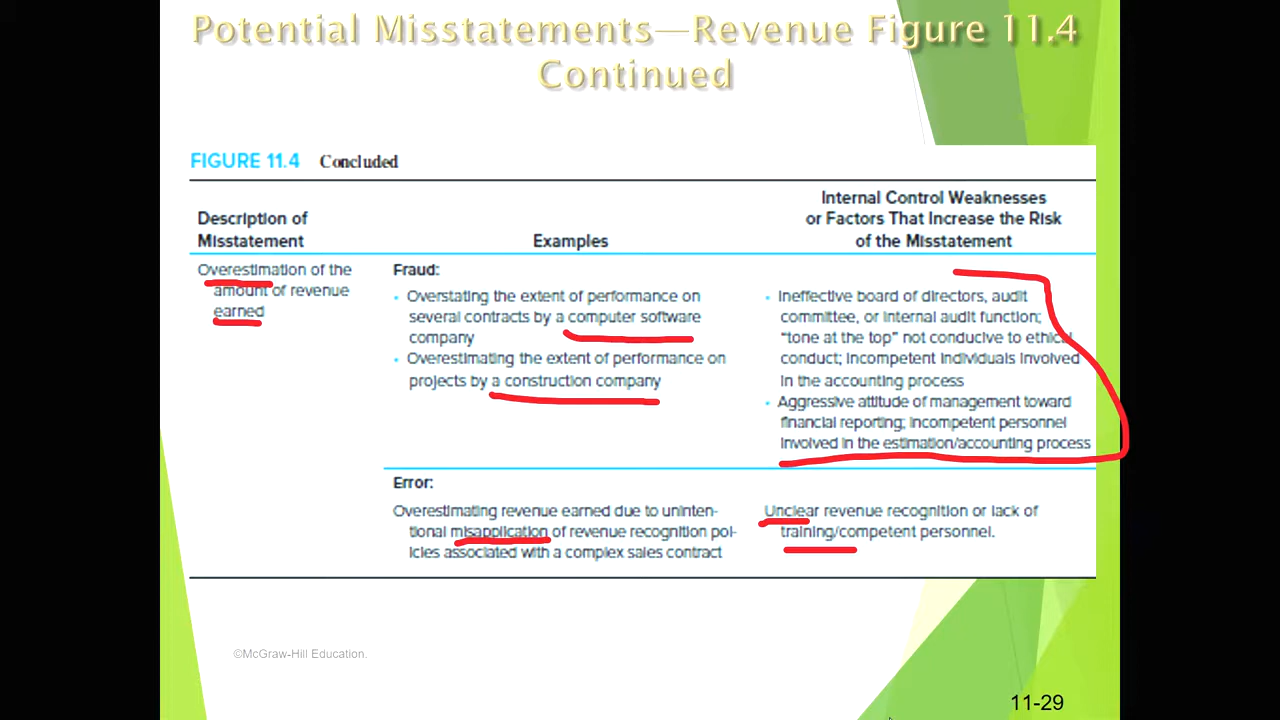 Potential Misstatements—Revenue Figure 11.4
Continued
FIGURE 11.4 Concluded
Description of
Misstatement
Examples
Internal Control Weaknesses
or Factors That Increase the Risk
of the Misstatement
Overestimation of the
amount of revenue
earned
Fraud:
• Overstating the extent of performance on
several contracts by a computer software
company
• Overestimating the extent of performance on
projects by a construction company
• Ineffective board of directors, audit
committee, or internal audit function;
“tone at the top” not conducive to ethical
conduct; incompetent individuals involved
in the accounting process
• Aggressive attitude of management toward
financial reporting; incompetent personnel
involved in the estimation/accounting process
Error:
Overestimating revenue earned due to uninten-
tional misapplication of revenue recognition pol-
icies associated with a complex sales contract
Unclear revenue recognition or lack of
training/competent personnel.
©McGraw-Hill Education.
11-29